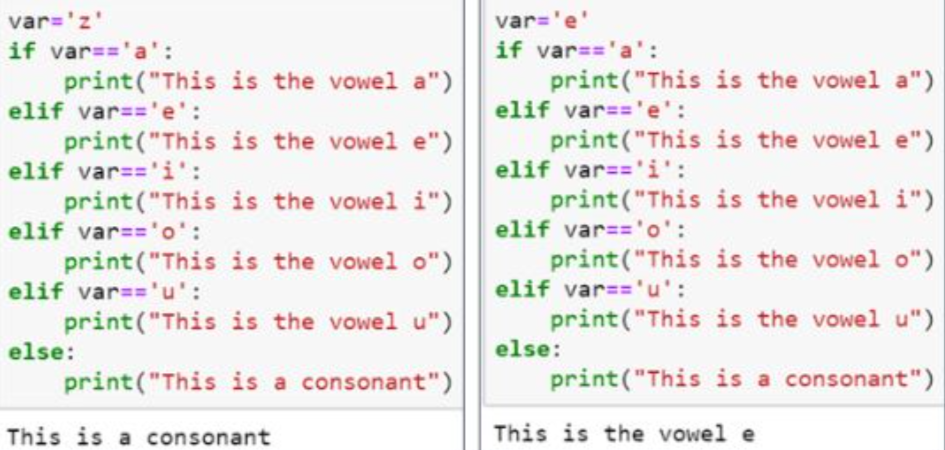 var='z'
if var=='a':
    print("This is the vowel a")
elif var=='e':
    print("This is the vowel e")
elif var=='i':
    print("This is the vowel i")
elif var=='o':
    print("This is the vowel o")
elif var=='u':
    print("This is the vowel u")
else:
    print("This is a consonant")
This is a consonant
var='e'
if var=='a':
    print("This is the vowel a")
elif var=='e':
    print("This is the vowel e")
elif var=='i':
    print("This is the vowel i")
elif var=='o':
    print("This is the vowel o")
elif var=='u':
    print("This is the vowel u")
else:
    print("This is a consonant")
This is the vowel e